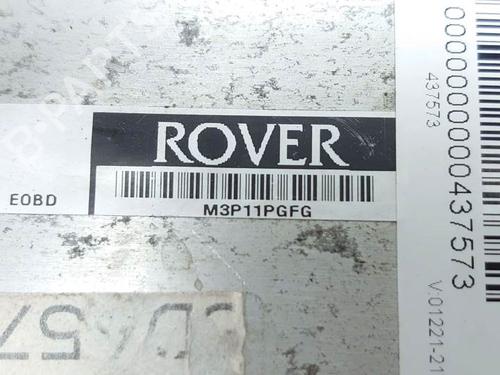 ROVER
EOBD
M3P11PGFG
437573
0000000000437573
V:01221-21